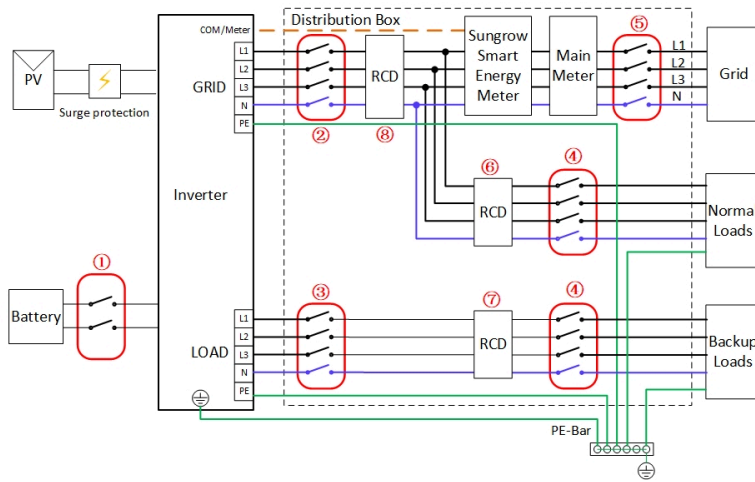 Distribution Box
COM/Meter
Sungrow
Smart
Energy
Meter
Main
Meter
⑤
L1
L2
L3
N
PE
GRID
RCD
L1
L2
L3
N
Grid
PV
Surge protection
②
⑧
⑥
④
RCD
Normal
Loads
Inverter
①
Battery
③
⑦
④
L1
L2
L3
N
PE
LOAD
RCD
Backup
Loads
PE-Bar